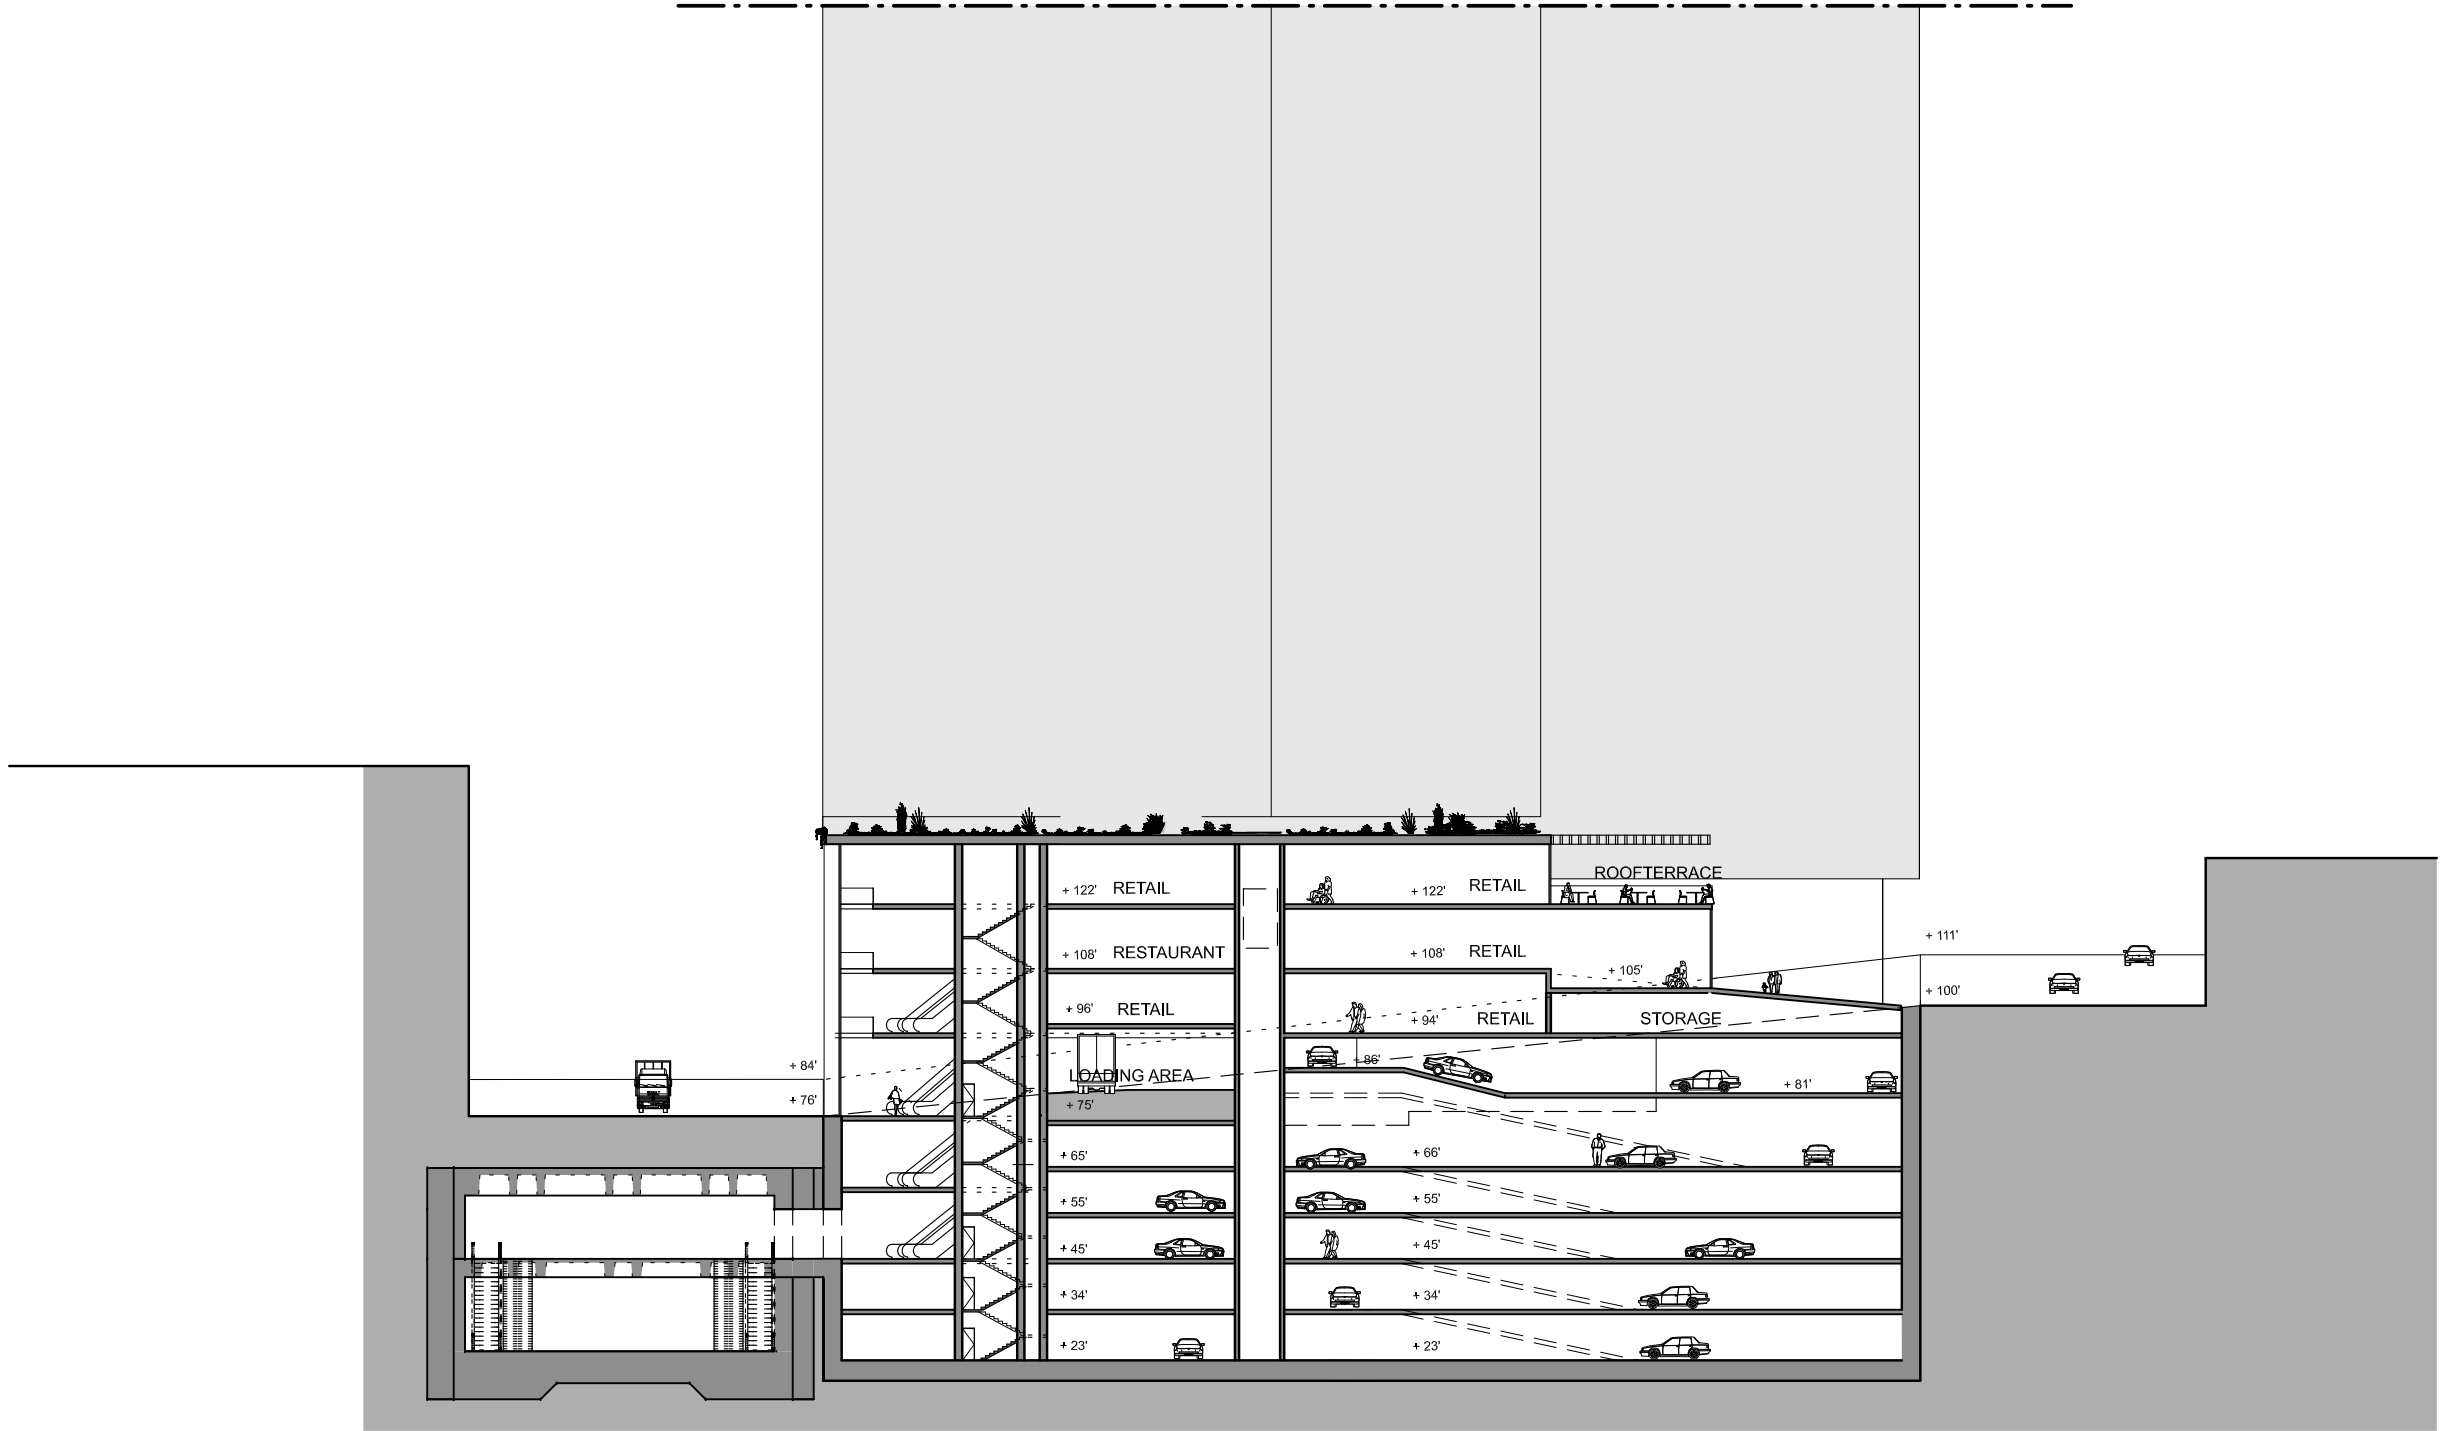 ROOFTERRACE
+ 122' RETAIL
+ 122' RETAIL
+ 111'
+ 108' RESTAURANT
+ 108' RETAIL
+ 105'
+ 100'
+ 96' RETAIL
+ 94' RETAIL
STORAGE
+ 84'
+ 86'
LOADING AREA
+ 81'
+ 76'
+ 75'
+ 65'
+ 66'
+ 55'
+ 55'
+ 45'
+ 45'
+ 34'
+ 34'
+ 23'
+ 23'